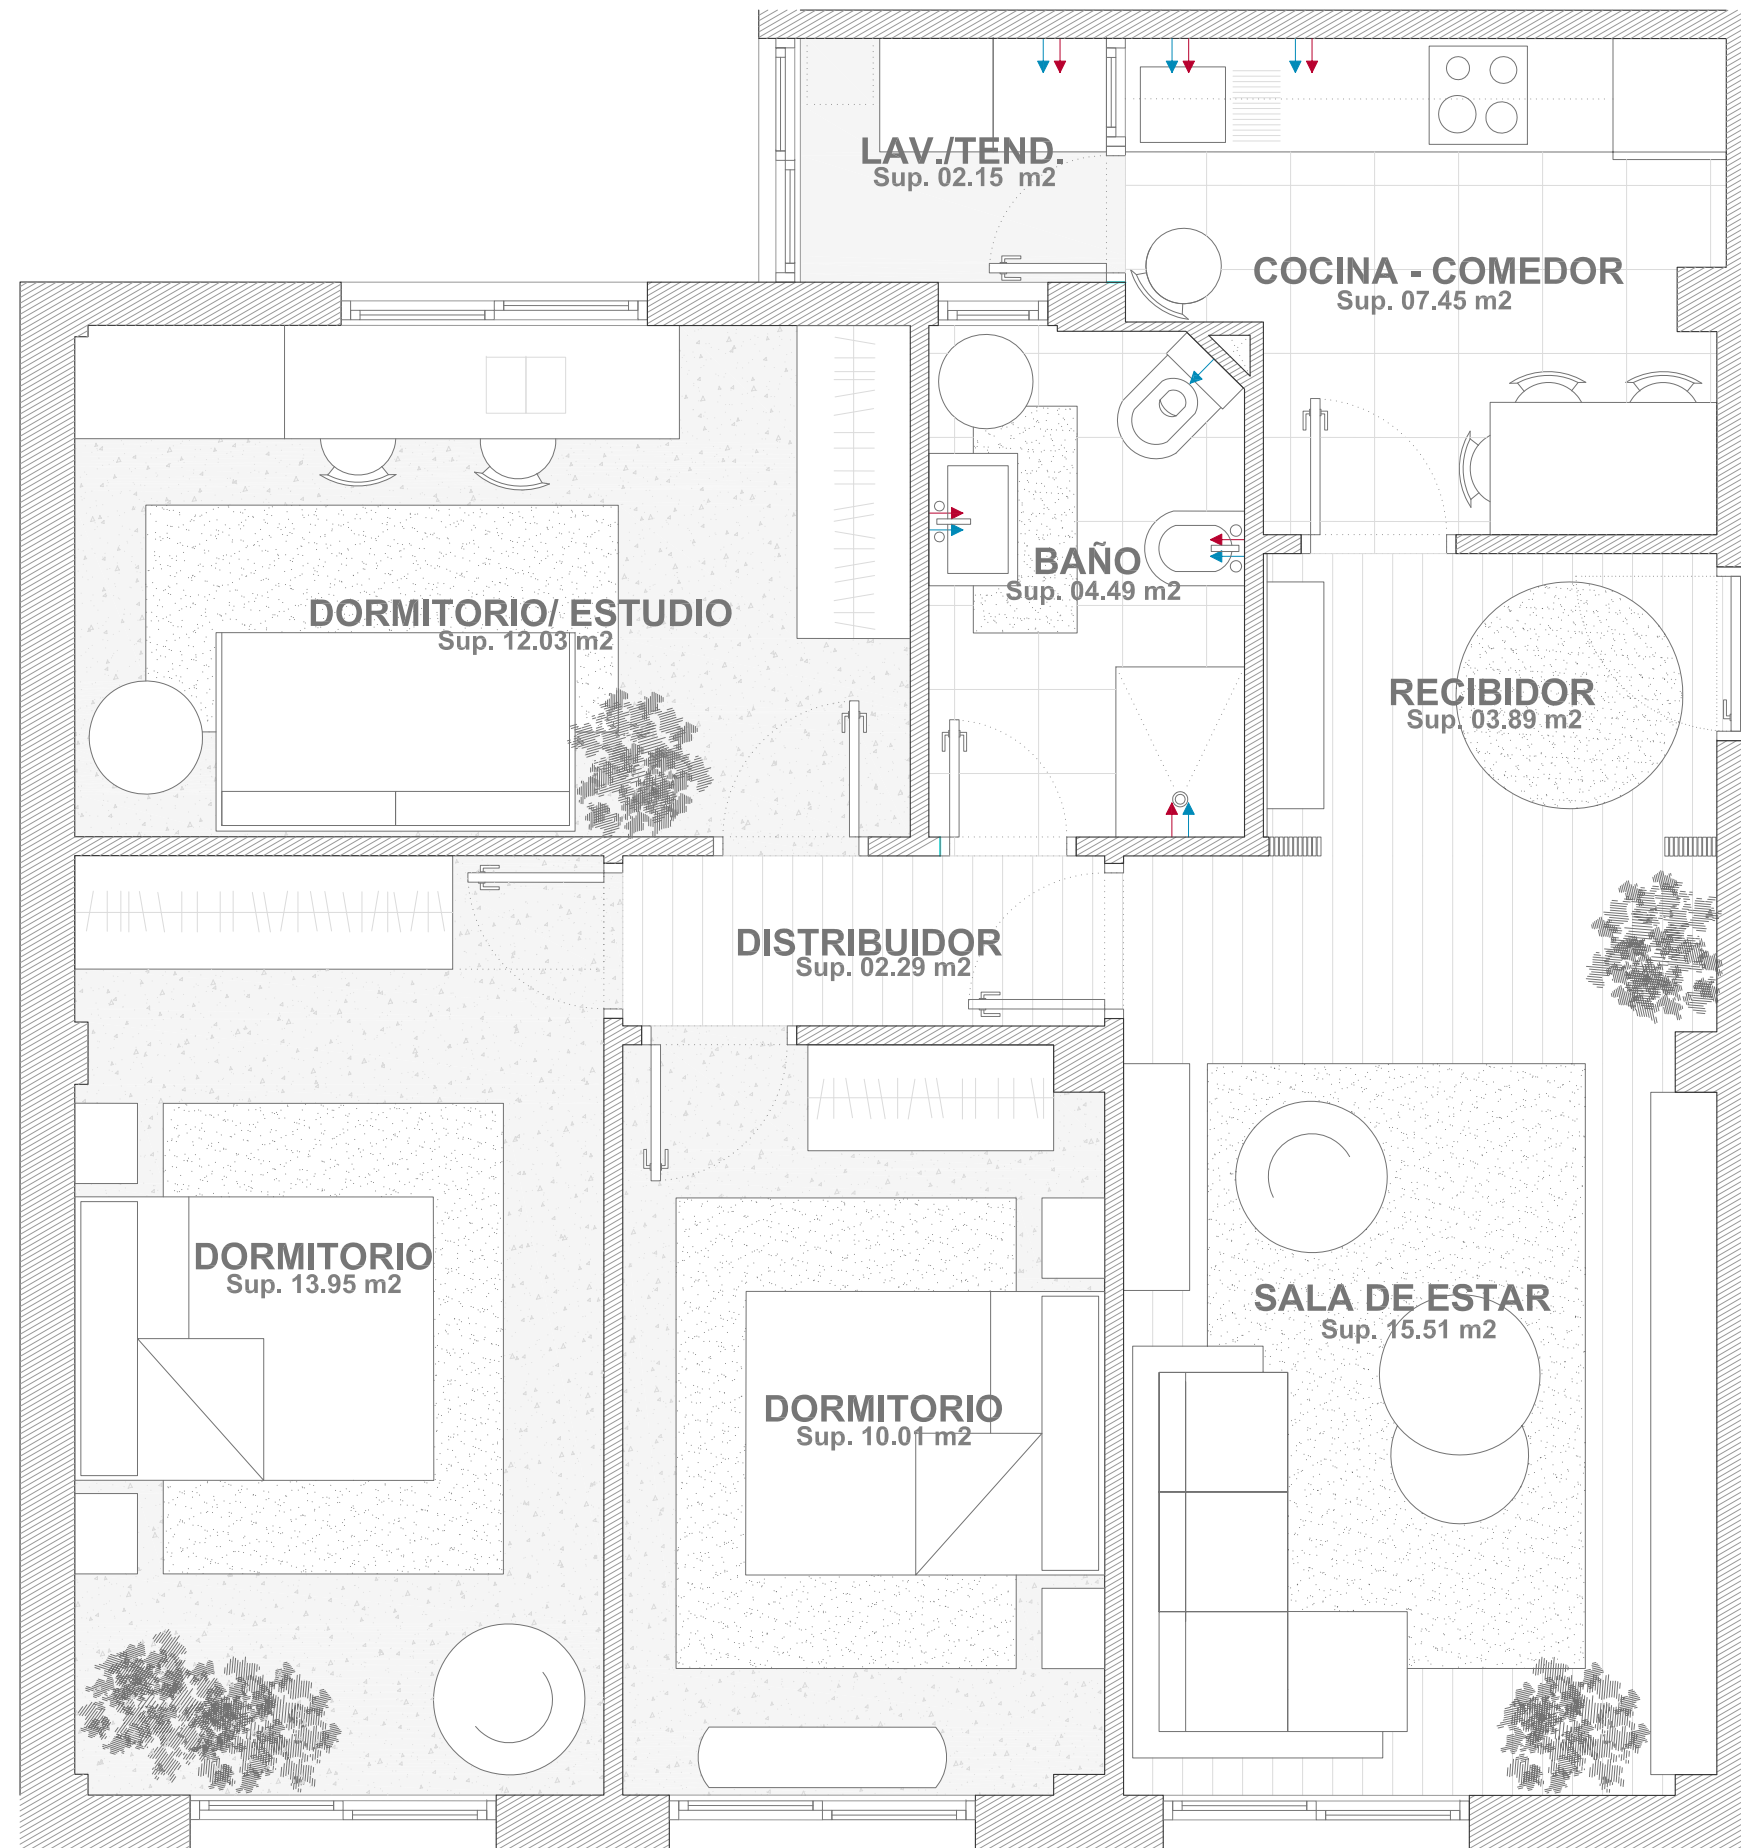 LAV./TEND.
Sup. 02.15 m2
COCINA - COMEDOR
Sup. 07.45 m2
BAÑO
Sup. 04.49 m2
DORMITORIO/ ESTUDIO
Sup. 12.03 m2
RECIBIDOR
Sup. 03.89 m2
DISTRIBUIDOR
Sup. 02.29 m2
DORMITORIO
Sup. 13.95 m2
SALA DE ESTAR
Sup. 15.51 m2
DORMITORIO
Sup. 10.01 m2